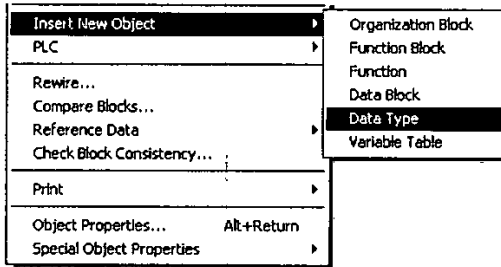 Insert New Object
PLC
Rewire...
Compare Blocks...
Reference Data
Check Block Consistency...
Print
Object Properties... Alt+Return
Special Object Properties
Organization Block
Function Block
Function
Data Block
Data Type
Variable Table